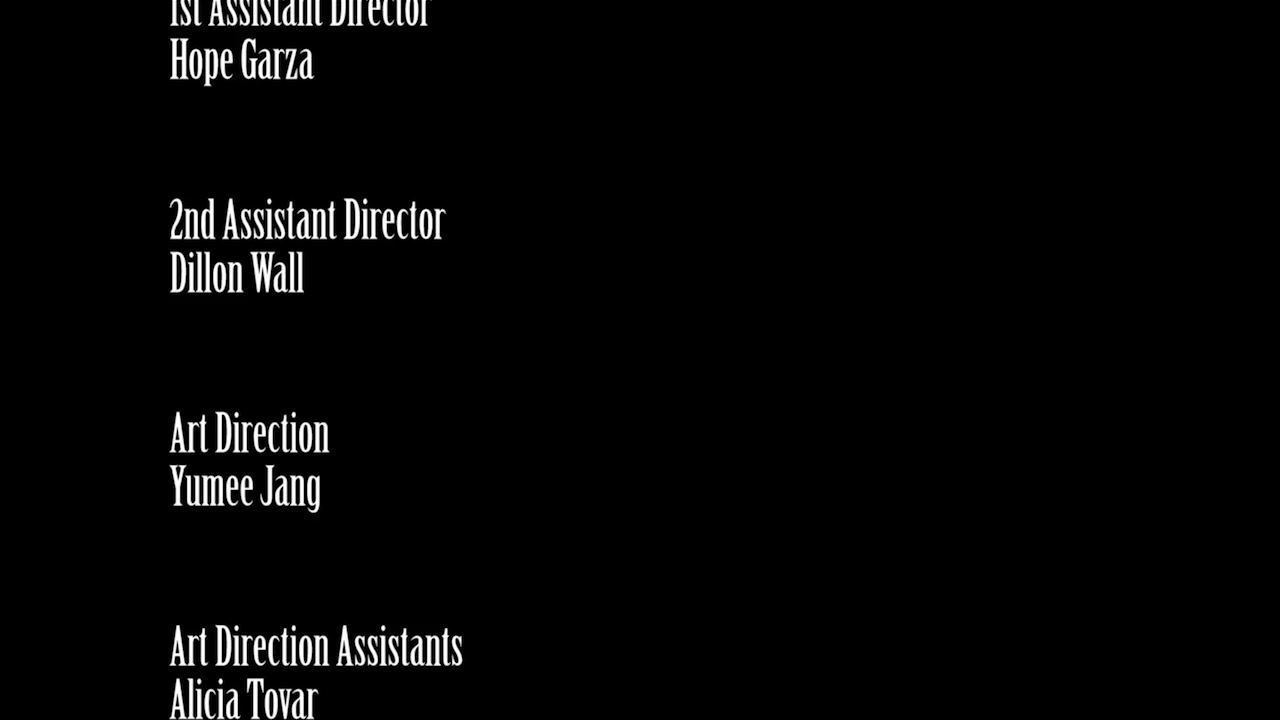 1st Assistant Director
Hope Garza
2nd Assistant Director
Dillon Wall
Art Direction
Yumee Jang
Art Direction Assistants
Alicia Tovar